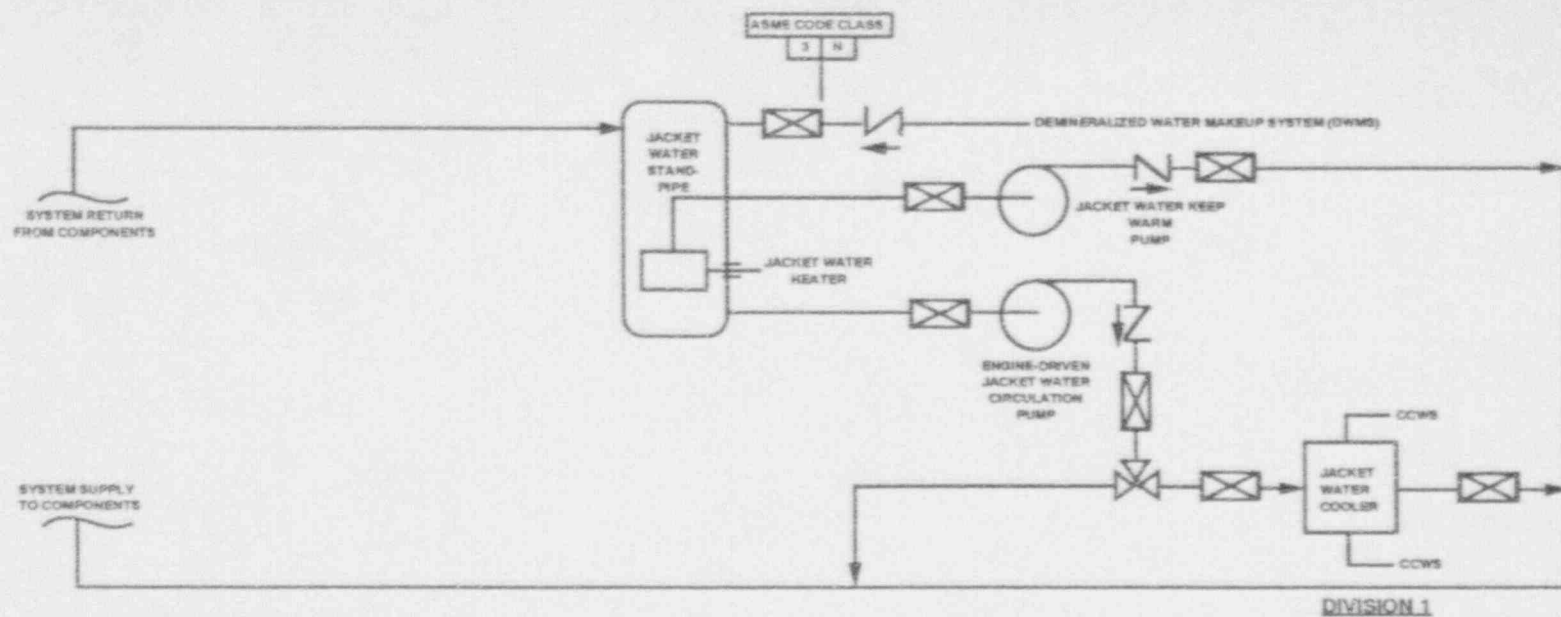 ASME CODE CLASS
3 N
JACKET
WATER
STAND-
PIPE
DEMINERALIZED WATER MAKEUP SYSTEM (DWMS)
SYSTEM RETURN
FROM COMPONENTS
JACKET WATER KEEP
WARM
PUMP
JACKET WATER
HEATER
ENGINE-DRIVEN
JACKET WATER
CIRCULATION
PUMP
CCWS
SYSTEM SUPPLY
TO COMPONENTS
JACKET
WATER
COOLER
CCWS
DIVISION 1